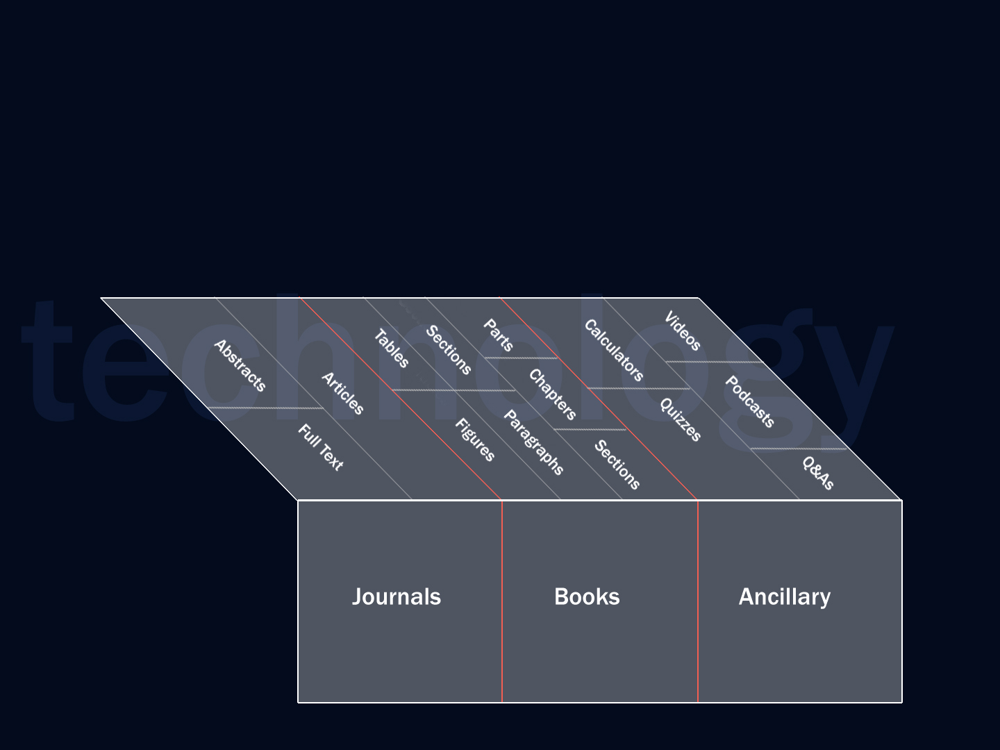 technology
Abstracts
Full Text
Articles
Tables
Figures
Sections
Paragraphs
Parts
Chapters
Sections
Calculators
Quizzes
Videos
Podcasts
Q&As
Journals
Books
Ancillary